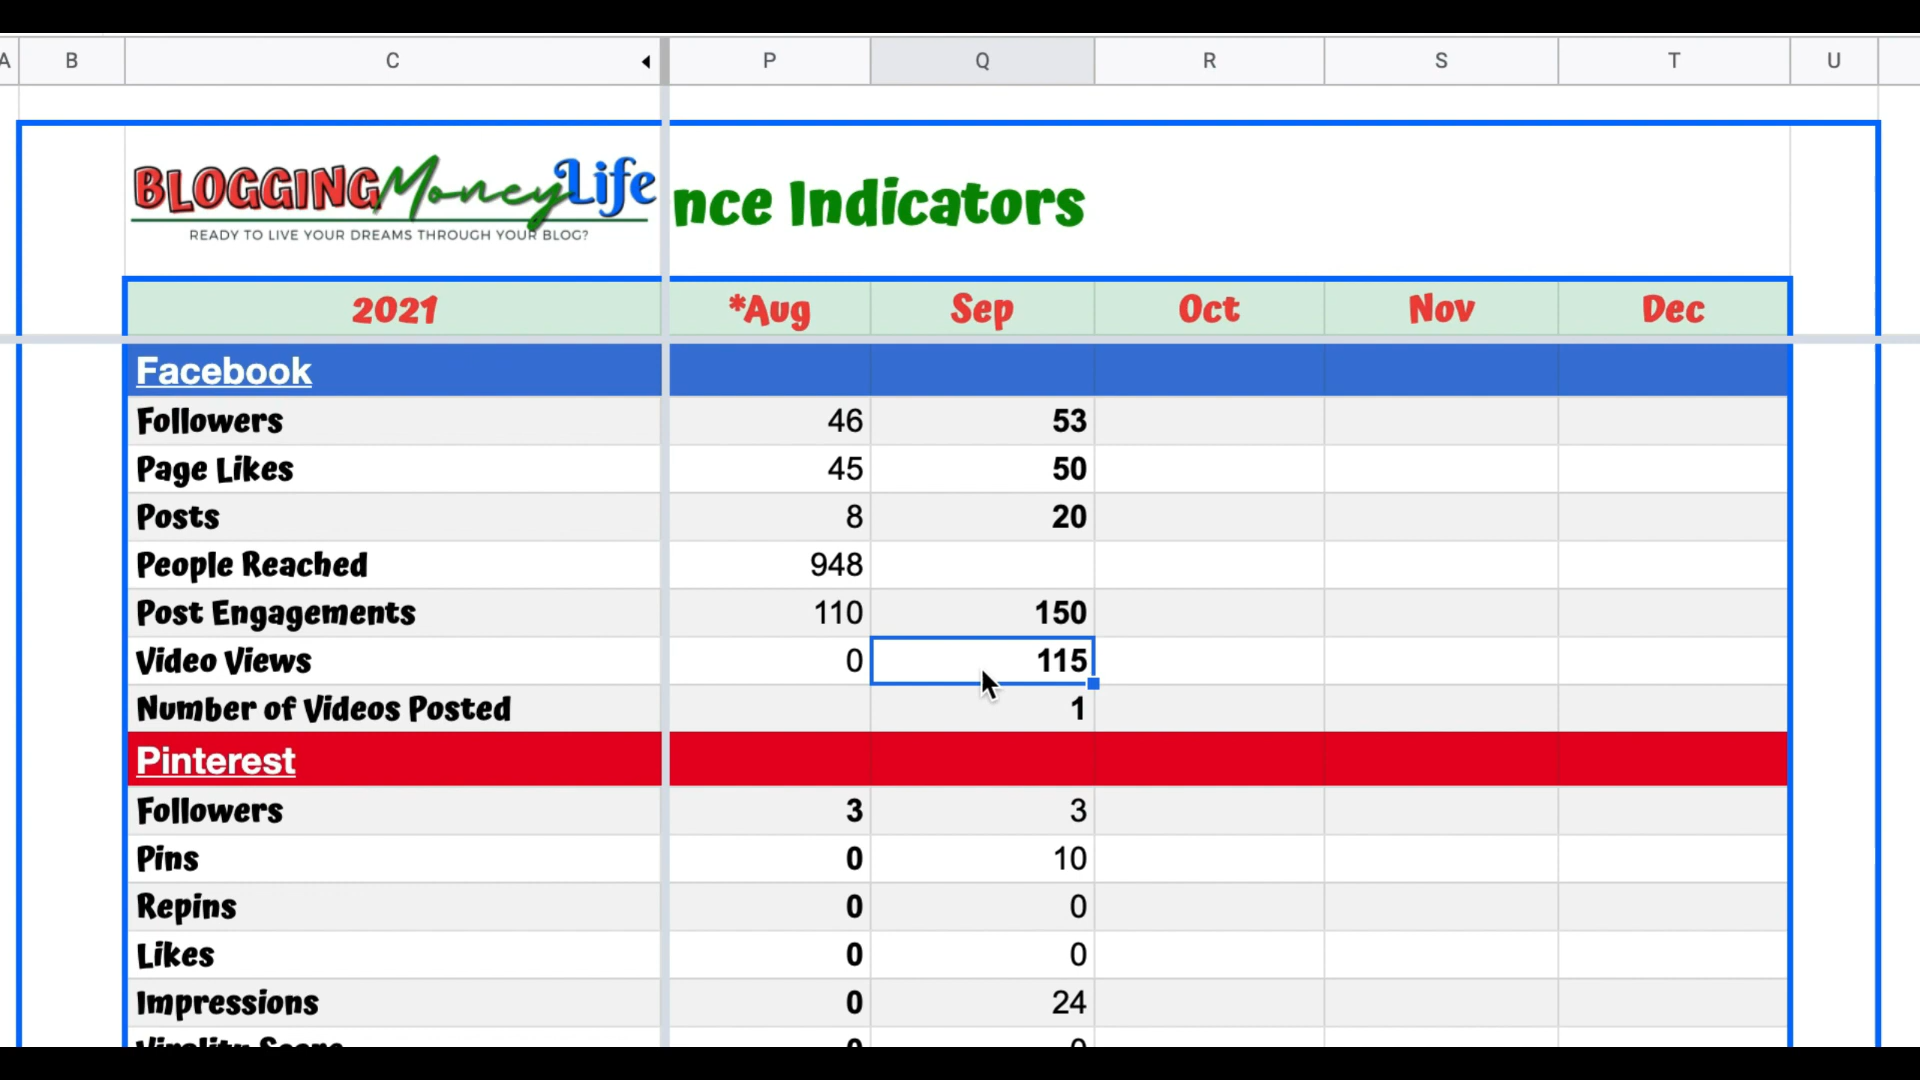 A B C P Q R S T U
BLOGGING Money Life nce Indicators
READY TO LIVE YOUR DREAMS THROUGH YOUR BLOG?
2021 *Aug Sep Oct Nov Dec
Facebook
Followers 46 53
Page Likes 45 50
Posts 8 20
People Reached 948
Post Engagements 110 150
Video Views 0 115
Number of Videos Posted 1
Pinterest
Followers 3 3
Pins 0 10
Repins 0 0
Likes 0 0
Impressions 0 24